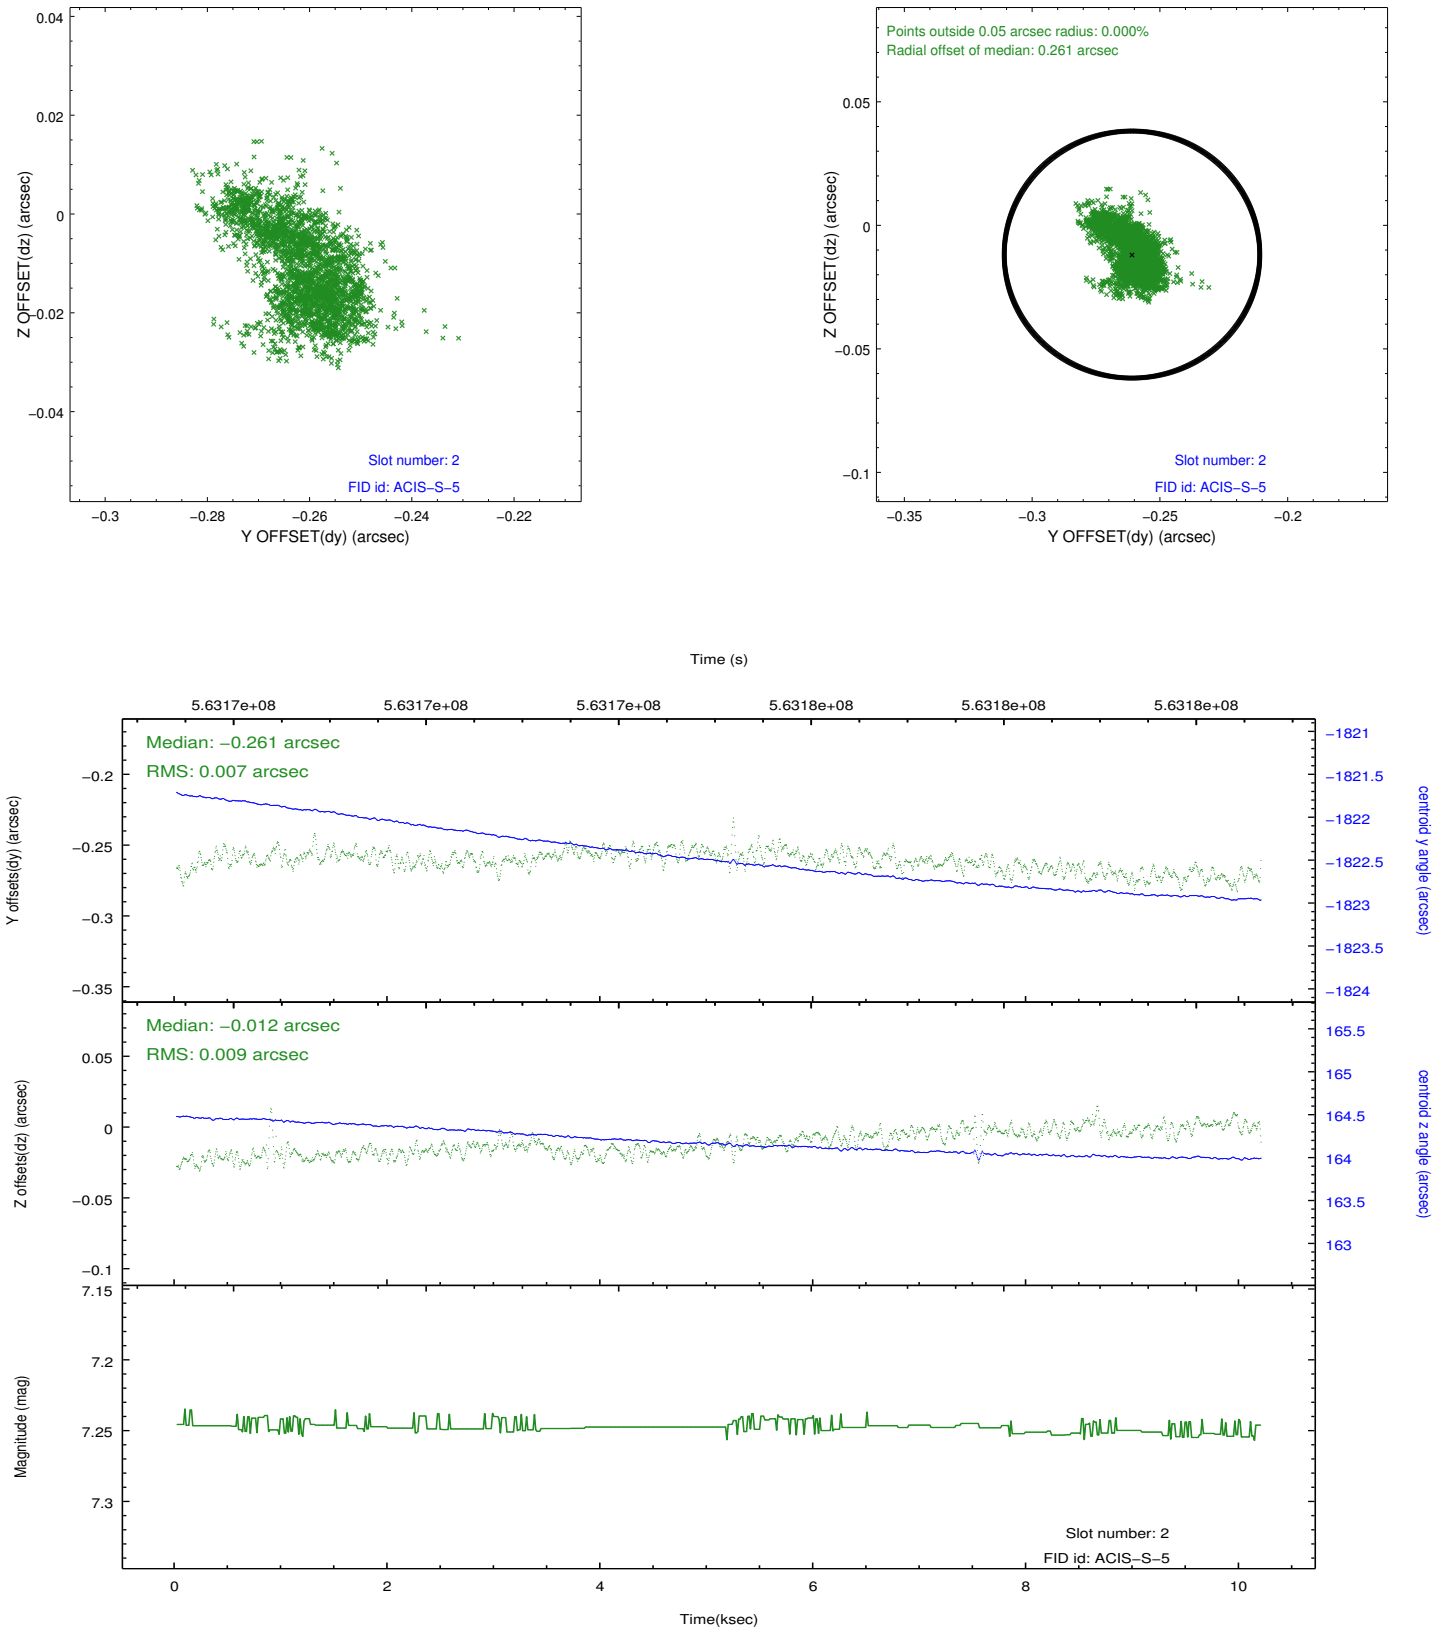 0.04
0.02
0
−0.02
−0.04
Z OFFSET(dz) (arcsec)
Slot number: 2
FID id: ACIS−S−5
−0.3
−0.28
−0.26
−0.24
−0.22
Y OFFSET(dy) (arcsec)
Points outside 0.05 arcsec radius: 0.000%
Radial offset of median: 0.261 arcsec
0.05
0
−0.05
−0.1
Z OFFSET(dz) (arcsec)
Slot number: 2
FID id: ACIS−S−5
−0.35
−0.3
−0.25
−0.2
Y OFFSET(dy) (arcsec)
Time (s)
5.6317e+08
5.6317e+08
5.6317e+08
5.6318e+08
5.6318e+08
5.6318e+08
Median: −0.261 arcsec
RMS: 0.007 arcsec
−0.2
−0.25
−0.3
−0.35
Y offsets(dy) (arcsec)
−1821
−1821.5
−1822
−1822.5
−1823
−1823.5
−1824
centroid y angle (arcsec)
Median: −0.012 arcsec
RMS: 0.009 arcsec
0.05
0
−0.05
−0.1
Z offsets(dz) (arcsec)
165.5
165
164.5
164
163.5
163
centroid z angle (arcsec)
7.15
7.2
7.25
7.3
Magnitude (mag)
Slot number: 2
FID id: ACIS−S−5
0
2
4
6
8
10
Time(ksec)